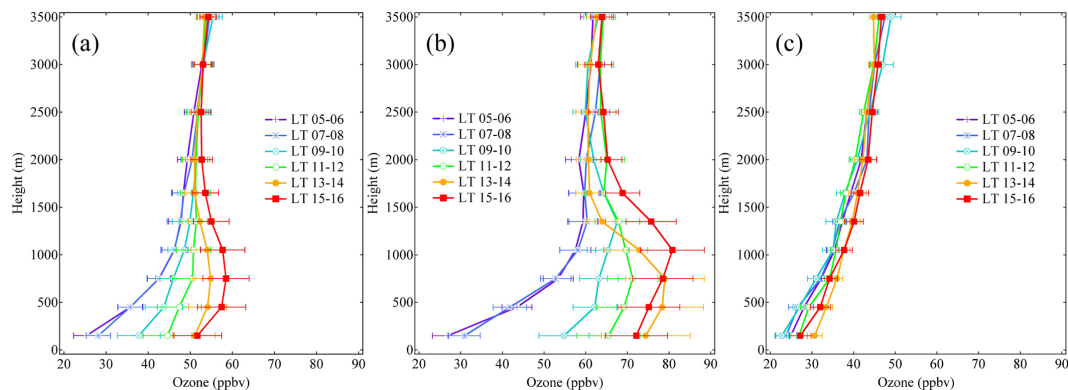 (a)
3500
3000
2500
2000
1500
1000
500
0
Height (m)
LT 05-06
LT 07-08
LT 09-10
LT 11-12
LT 13-14
LT 15-16
20 30 40 50 60 70 80 90
Ozone (ppbv)
(b)
3500
3000
2500
2000
1500
1000
500
0
Height (m)
LT 05-06
LT 07-08
LT 09-10
LT 11-12
LT 13-14
LT 15-16
20 30 40 50 60 70 80 90
Ozone (ppbv)
(c)
3500
3000
2500
2000
1500
1000
500
0
Height (m)
LT 05-06
LT 07-08
LT 09-10
LT 11-12
LT 13-14
LT 15-16
20 30 40 50 60 70 80 90
Ozone (ppbv)